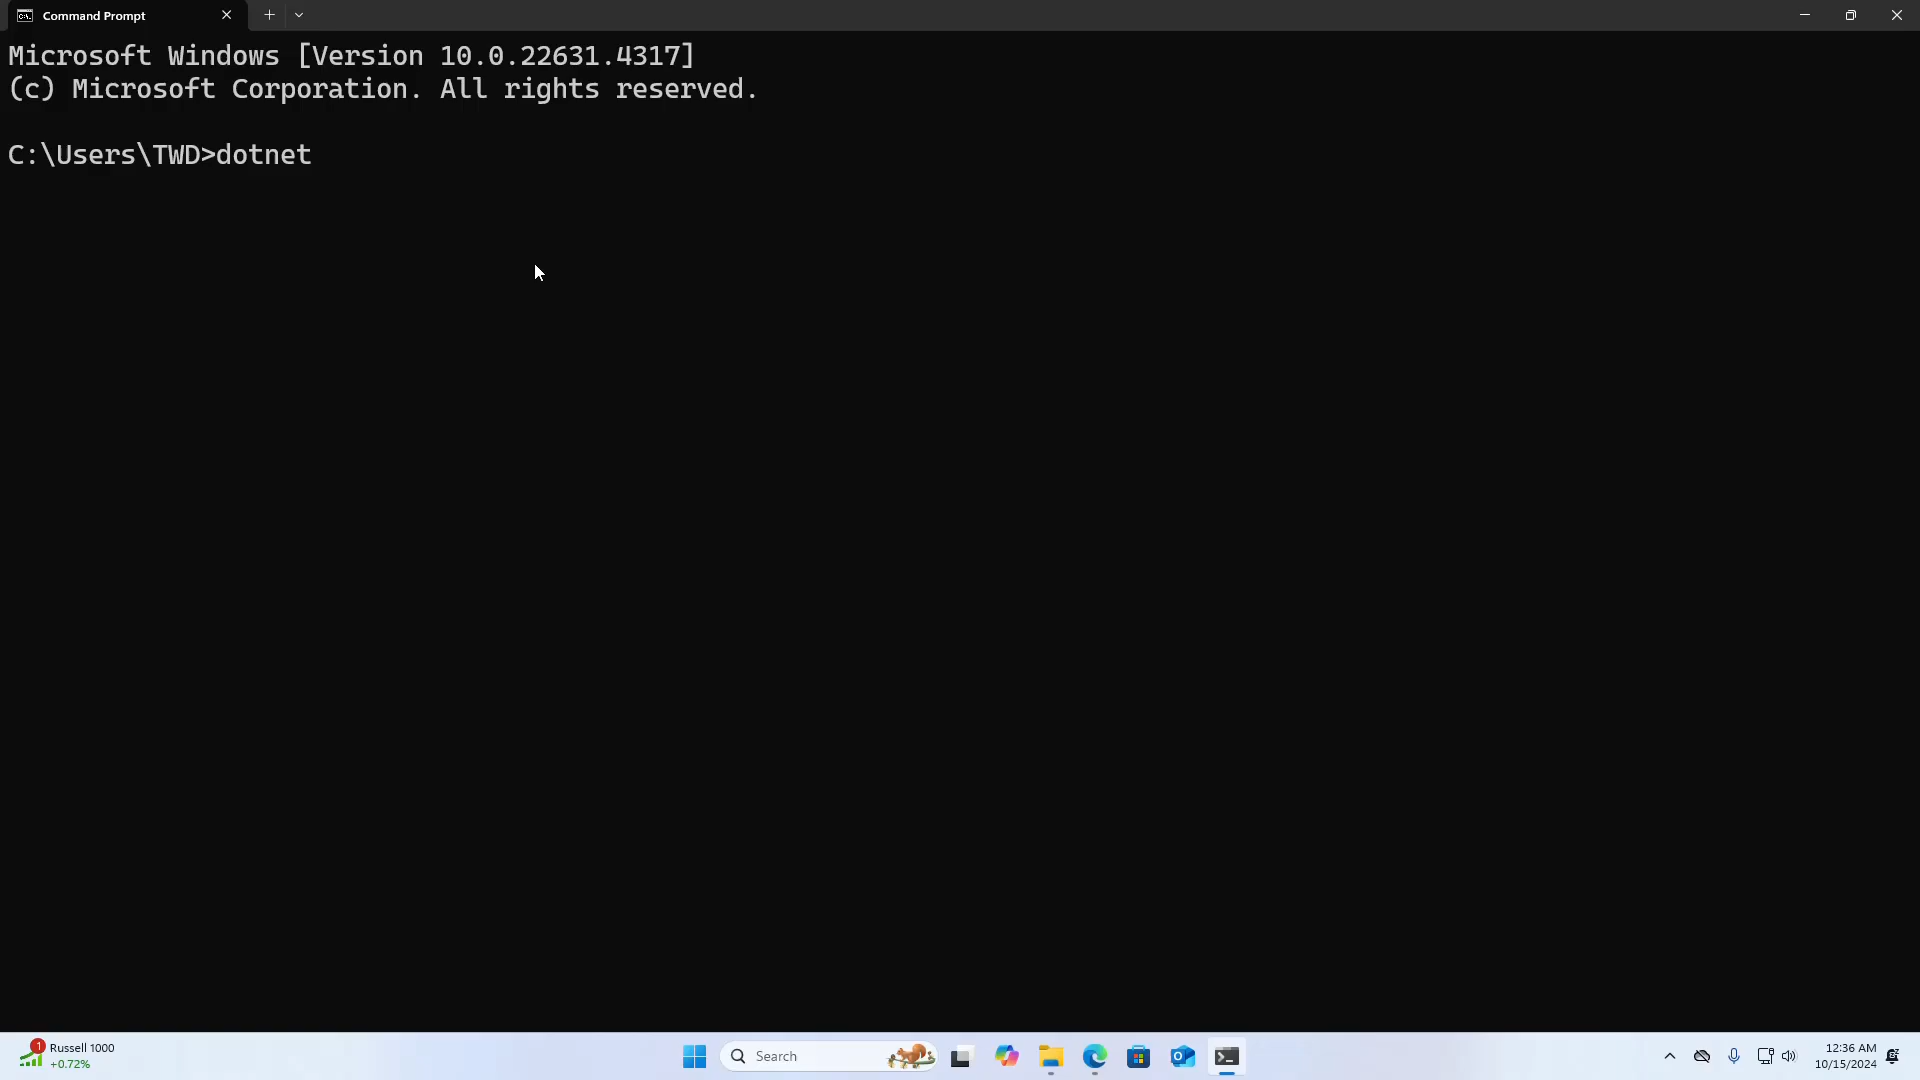 Command Prompt
Microsoft Windows [Version 10.0.22631.4317]
(c) Microsoft Corporation. All rights reserved.
C:\Users\TWD>dotnet
1
Russell 1000
+0.72%
Search
12:36 AM
10/15/2024